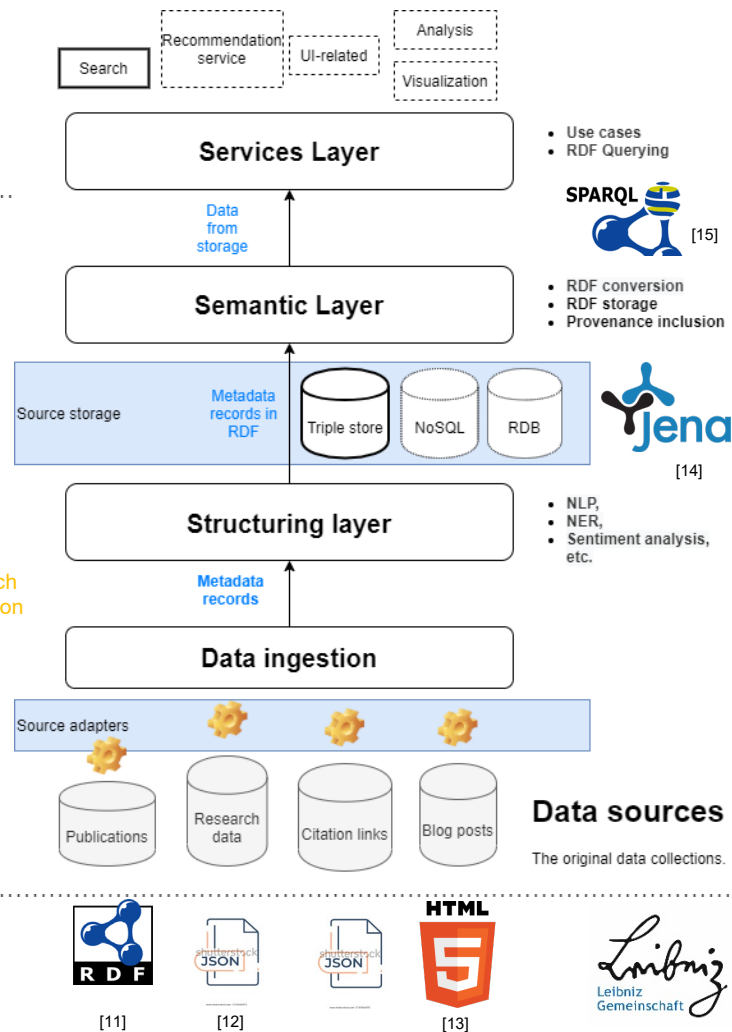 Search
Recommendation
service
UI-related
Analysis
Visualization
Services Layer
• Use cases
• RDF Querying
..
Data
from
storage
SPARQL
[15]
Semantic Layer
• RDF conversion
• RDF storage
• Provenance inclusion
Source storage
Metadata
records in
RDF
Triple store
NoSQL
RDB
Jena
[14]
Structuring layer
• NLP,
• NER,
• Sentiment analysis,
etc.
ch
on
Metadata
records
Data ingestion
Source adapters
Publications
Research
data
Citation links
Blog posts
Data sources
The original data collections.
RDF
shutterstock
JSON
shutterstock
JSON
HTML
5
Leibniz
Leibniz
Gemeinschaft
[11]
[12]
[13]